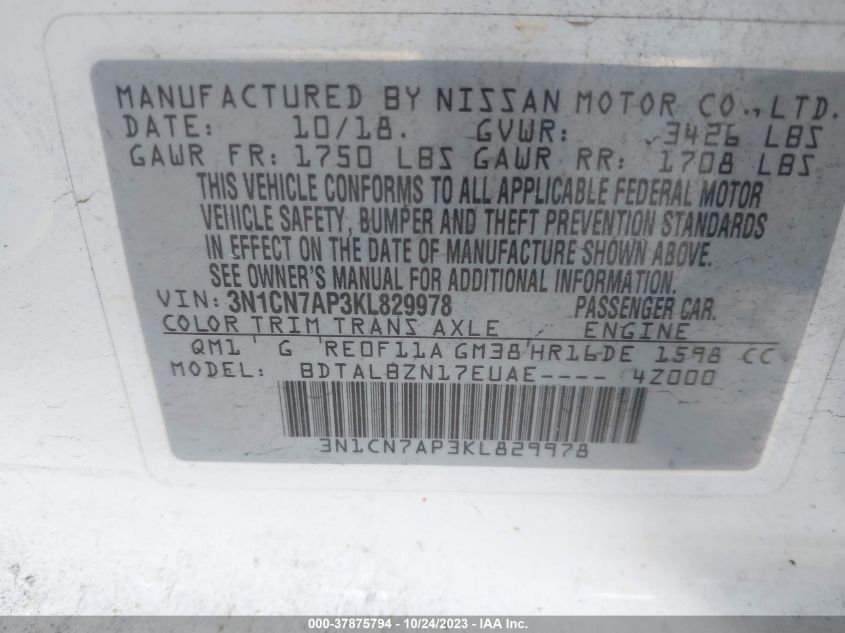 MANUFACTURED BY NISSAN MOTOR CO., LTD.
DATE: 10/18. GVWR: 3426 LBS
GAWR FR: 1750 LBS GAWR RR: 1708 LBS
THIS VEHICLE CONFORMS TO ALL APPLICABLE FEDERAL MOTOR
VEHICLE SAFETY, BUMPER AND THEFT PREVENTION STANDARDS
IN EFFECT ON THE DATE OF MANUFACTURE SHOWN ABOVE.
SEE OWNER'S MANUAL FOR ADDITIONAL INFORMATION.
VIN: 3N1CN7AP3KL829978 PASSENGER CAR.
COLOR TRIM TRANS AXLE ENGINE
QM1 ' G 'RE0F11A GM38'HR16DE 1598 CC
MODEL: BDTALBZN17EUAE---- 4Z000
3N1CN7AP3KL829978
000-37875794 - 10/24/2023 - IAA Inc.